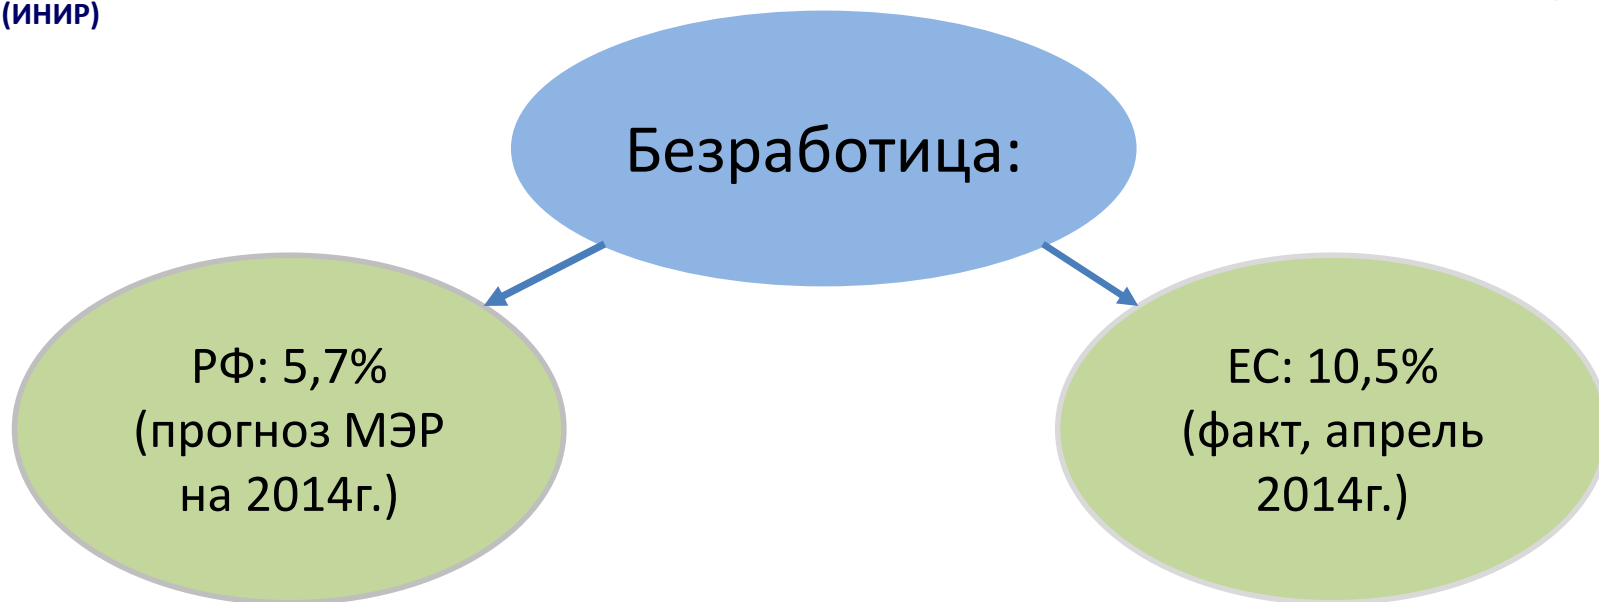 (ИНИР)
Безработица:
РФ: 5,7%
(прогноз МЭР
на 2014г.)
ЕС: 10,5%
(факт, апрель
2014г.)